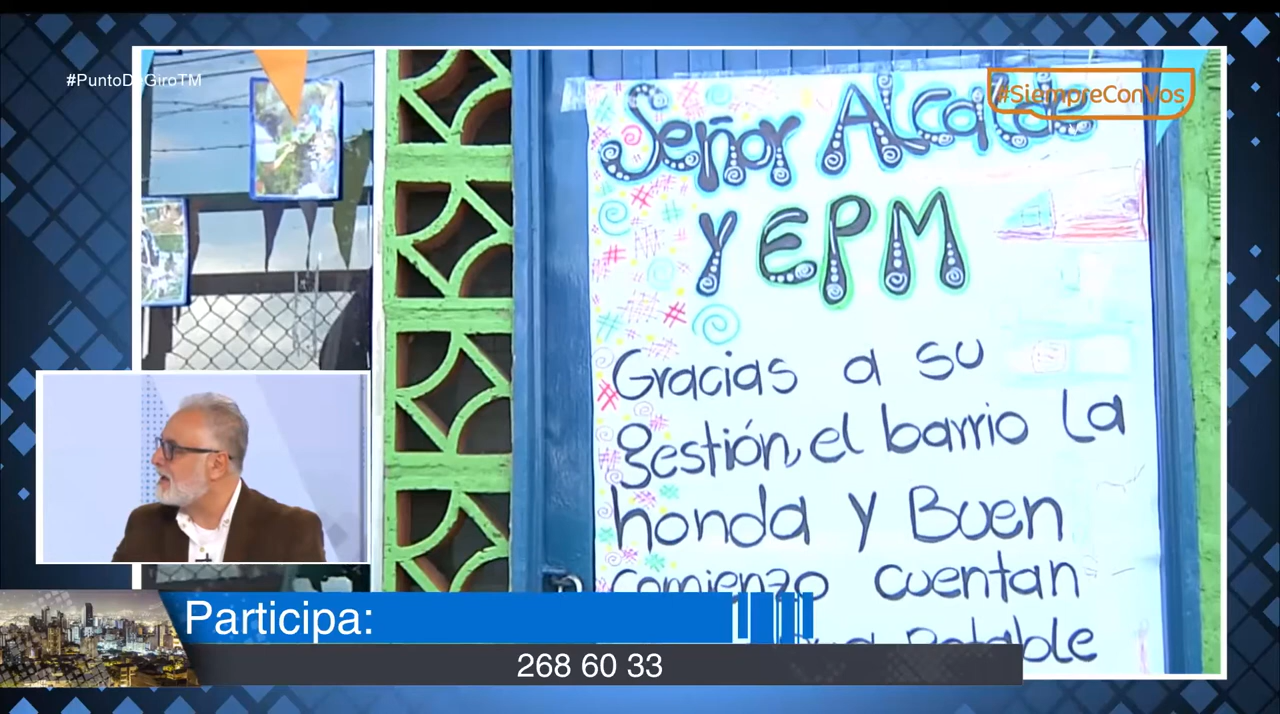 #PuntoDeGiroTM
#SiempreConVos
Señor Alcalde
Y EPM
Gracias a su
gestión, el barrio La
honda y Buen
comienzo cuentan
Potable
Participa:
268 60 33